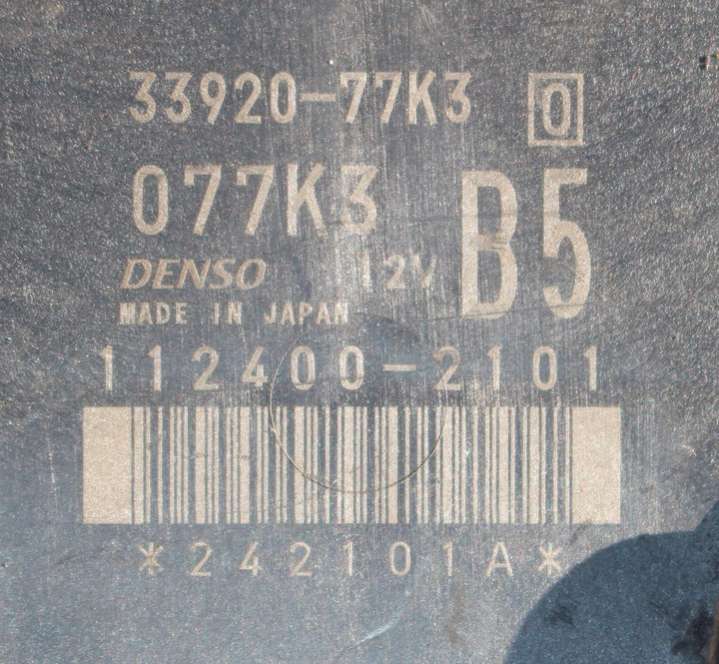 33920-77K3 0
077K3 B5
DENSO 12V
MADE IN JAPAN
112400-2101
*242101A*